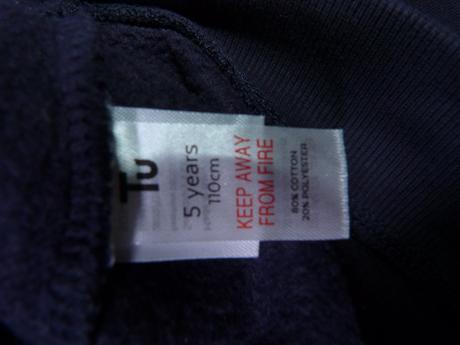 Tu
5 years
110cm
KEEP AWAY
FROM FIRE
80% COTTON
20% POLYESTER